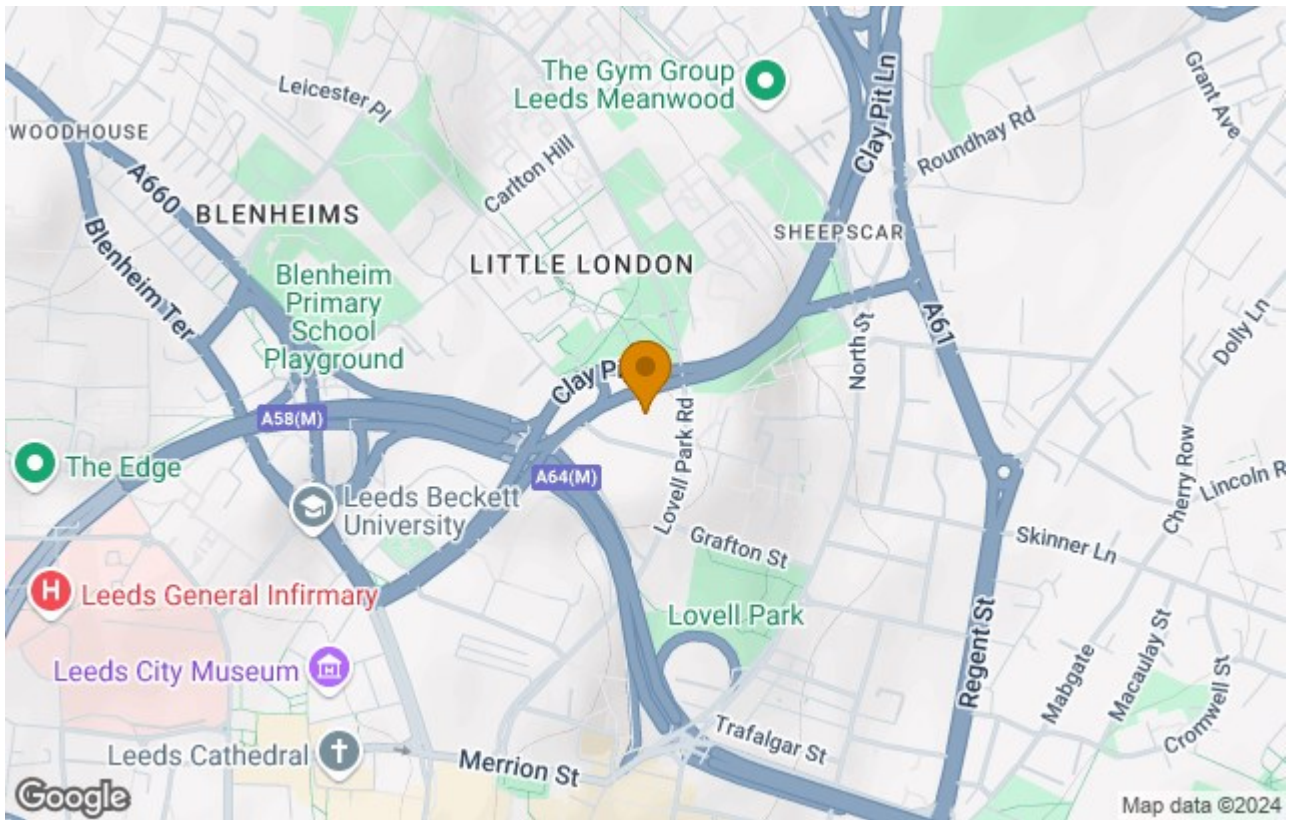 The Gym Group
Leeds Meanwood
Clay Pit Ln
Grant Ave
Leicester Pl
Roundhay Rd
WOODHOUSE
Carlton Hill
A660
BLENHEIMS
SHEEPSCAR
Blenheim Ter
LITTLE LONDON
Blenheim
Primary
School
Playground
A61
Dolly Ln
North St
Clay P
A58(M)
Lovell Park Rd
The Edge
A64(M)
Cherry Row
Lincoln R
Leeds Beckett
University
Grafton St
Skinner Ln
Leeds General Infirmary
H
Lovell Park
Regent St
Macaulay St
Mabgate
Leeds City Museum
Cromwell St
Trafalgar St
Leeds Cathedral
Merrion St
Google
Map data ©2024